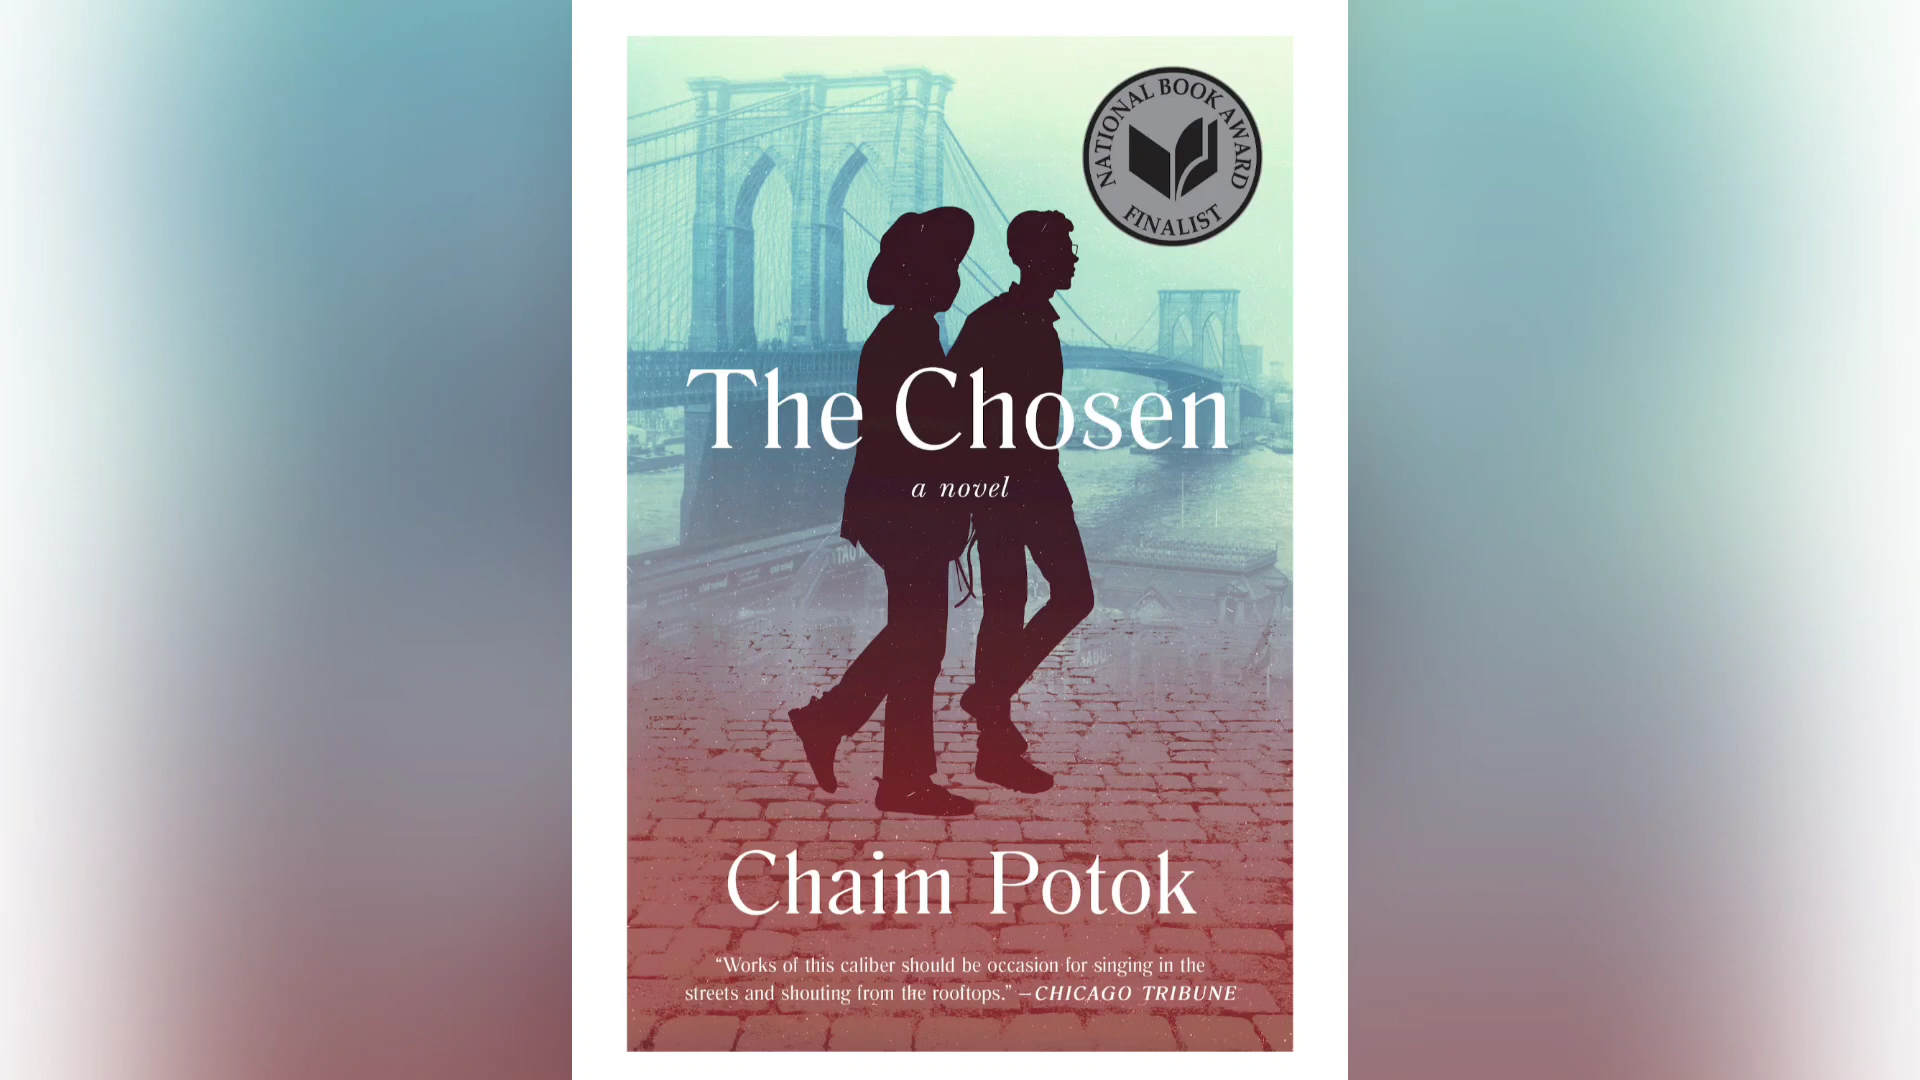 NATIONAL BOOK AWARD
FINALIST
The Chosen
a novel
Chaim Potok
“Works of this caliber should be occasion for singing in the
streets and shouting from the rooftops.” —CHICAGO TRIBUNE